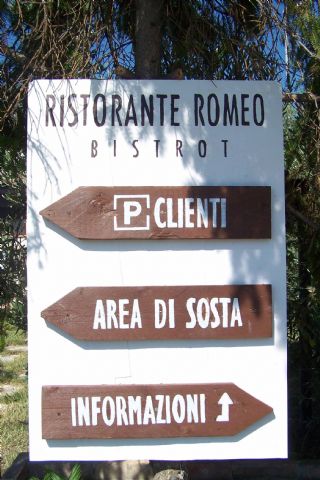 RISTORANTE ROMEO
BISTROT
P CLIENTI
AREA DI SOSTA
INFORMAZIONI